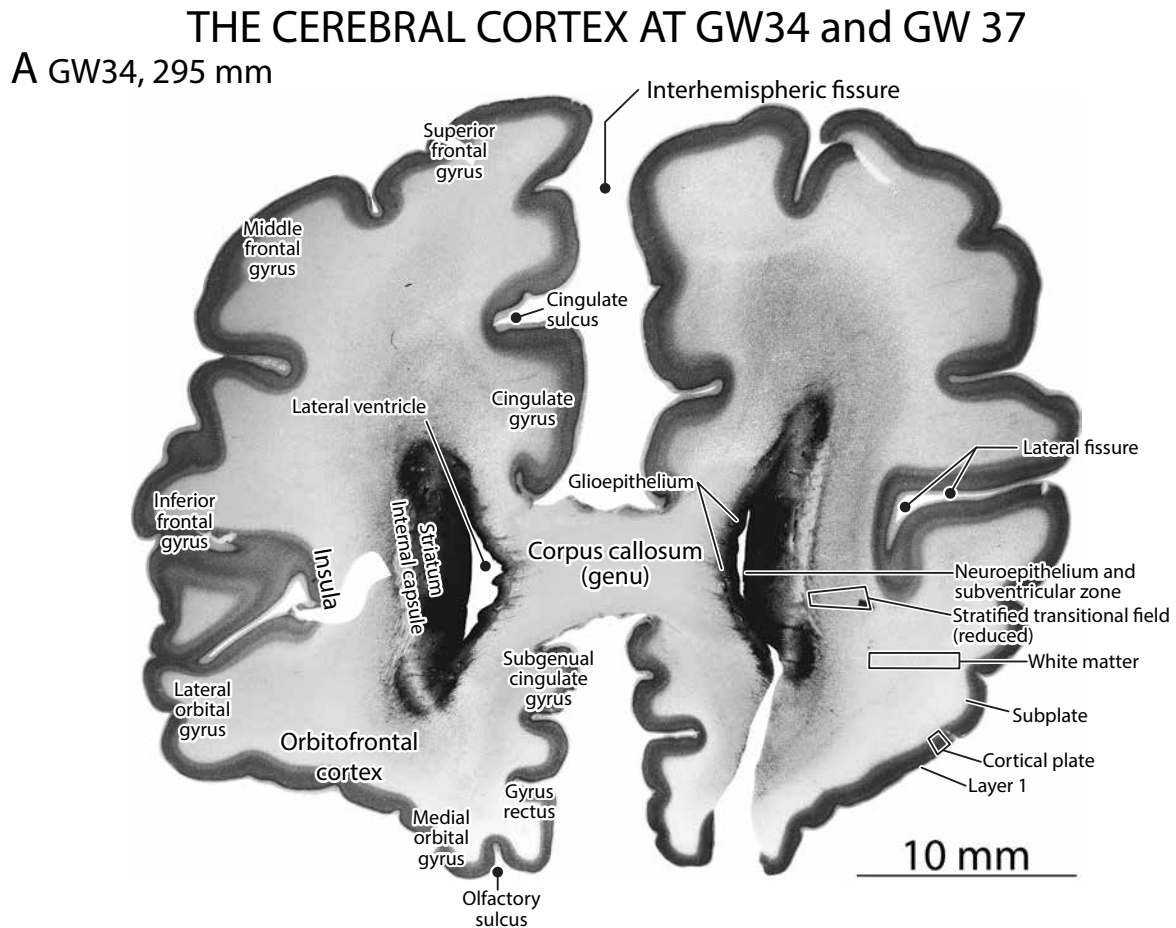 THE CEREBRAL CORTEX AT GW34 and GW 37
A GW34, 295 mm
Interhemispheric fissure
Superior
frontal
gyrus
Middle
frontal
gyrus
Cingulate
sulcus
Lateral ventricle
Cingulate
gyrus
Lateral fissure
Glioepithelium
Inferior
frontal
gyrus
Insula
Internal capsule
Striatum
Corpus callosum
(genu)
Neuroepithelium and
subventricular zone
Stratified transitional field
(reduced)
White matter
Subgenual
cingulate
gyrus
Lateral
orbital
gyrus
Subplate
Orbitofrontal
cortex
Cortical plate
Layer 1
Gyrus
rectus
Medial
orbital
gyrus
10 mm
Olfactory
sulcus